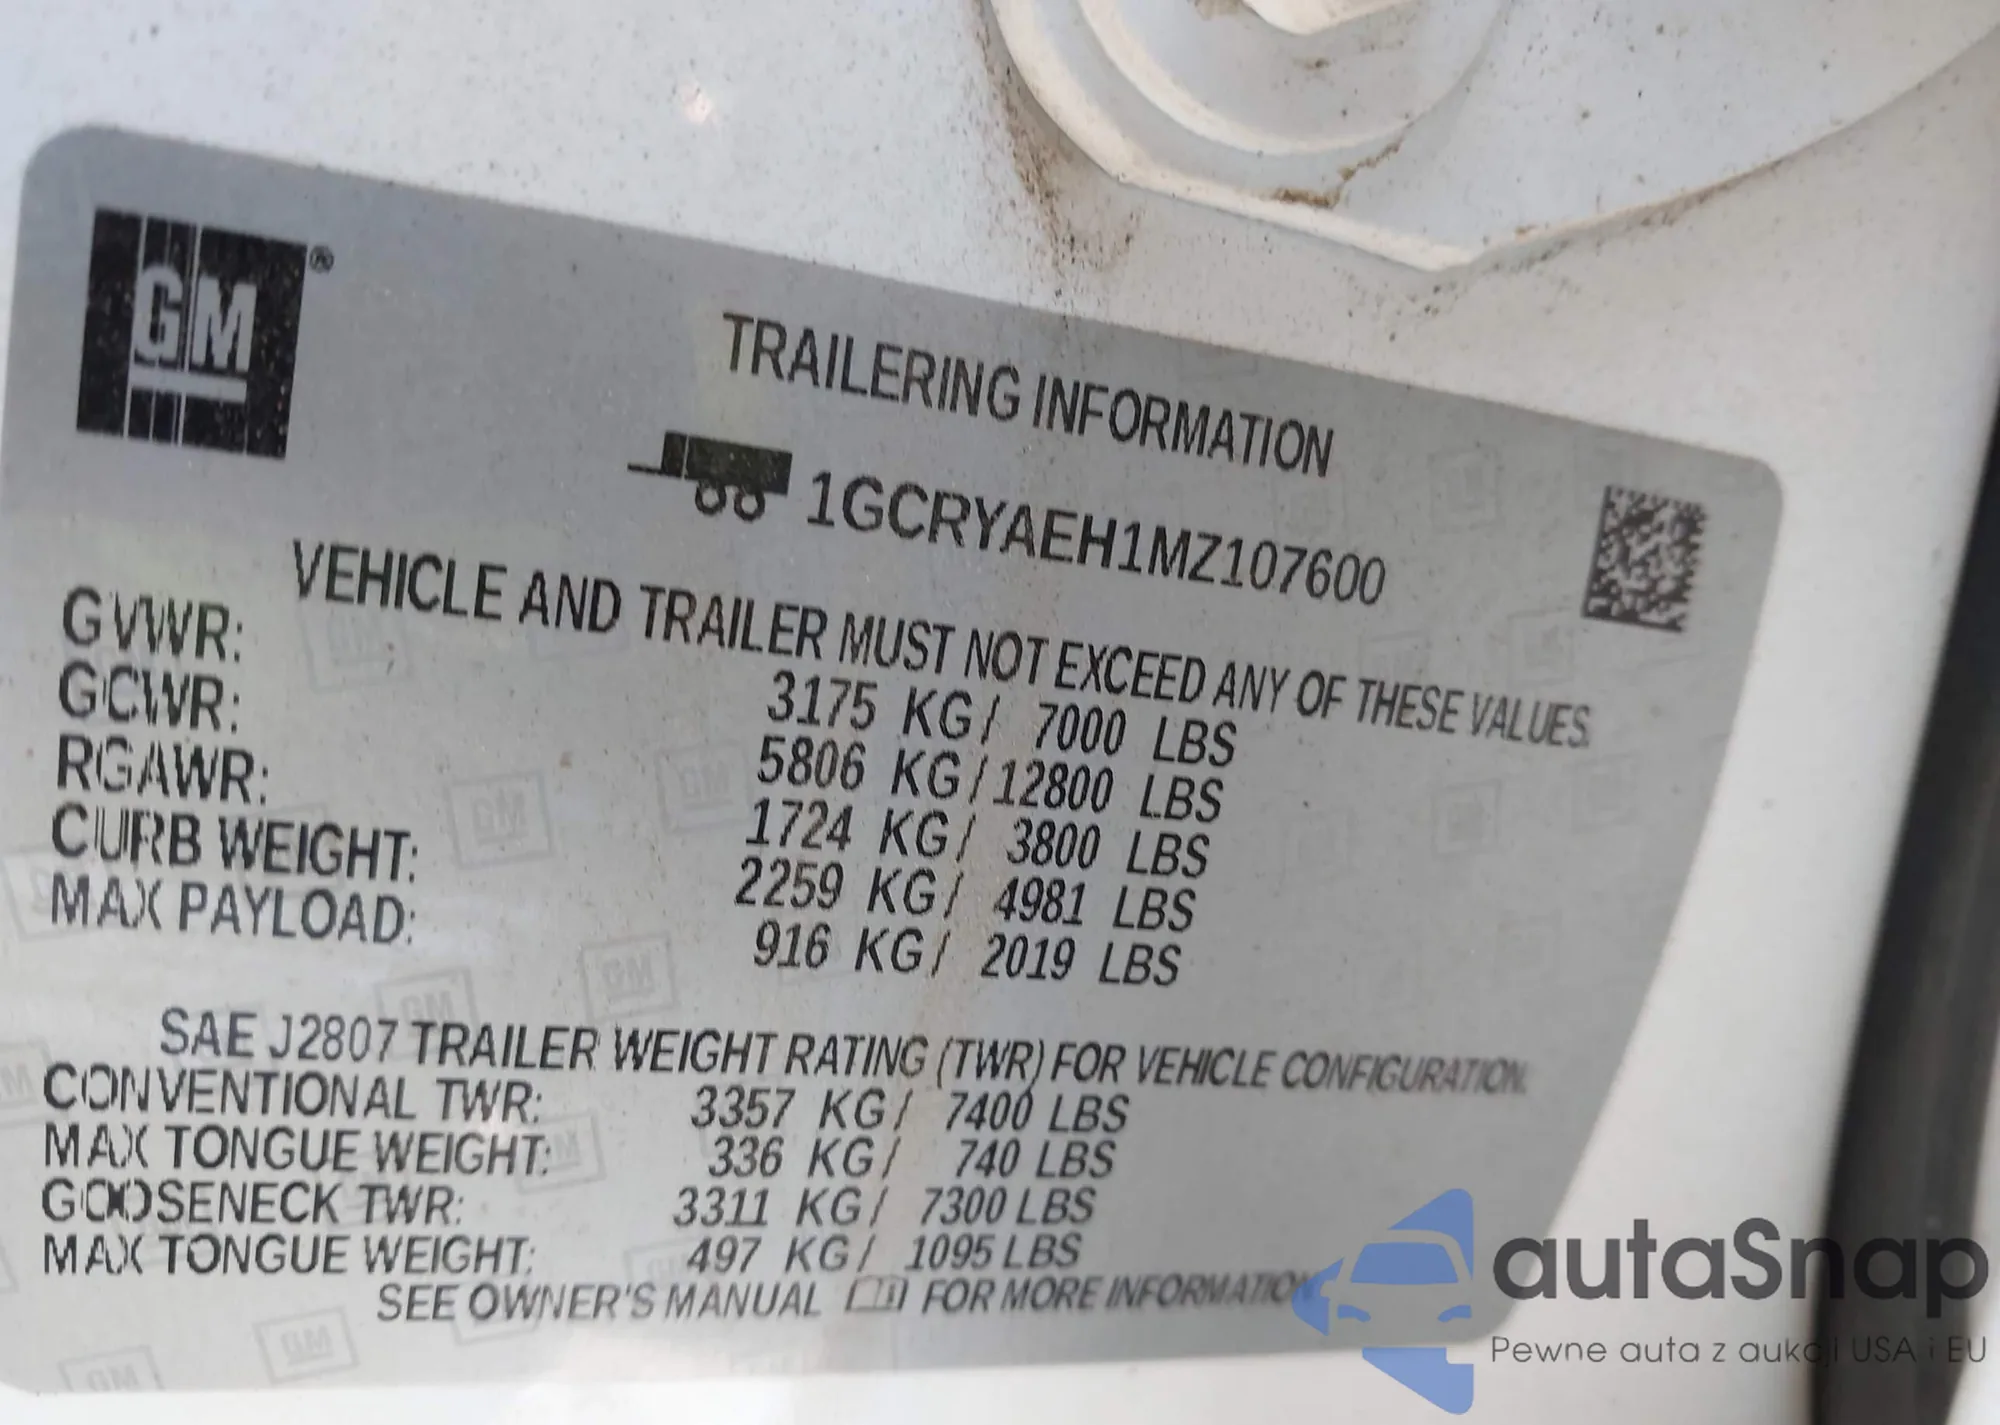 GM®
TRAILERING INFORMATION
1GCRYAEH1MZ107600
VEHICLE AND TRAILER MUST NOT EXCEED ANY OF THESE VALUES.
GVWR: 3175 KG/ 7000 LBS
GCWR: 5806 KG/12800 LBS
RGAWR: 1724 KG/ 3800 LBS
CURB WEIGHT: 2259 KG/ 4981 LBS
MAX PAYLOAD: 916 KG/ 2019 LBS
SAE J2807 TRAILER WEIGHT RATING (TWR) FOR VEHICLE CONFIGURATION.
CONVENTIONAL TWR: 3357 KG/ 7400 LBS
MAX TONGUE WEIGHT: 336 KG/ 740 LBS
GOOSENECK TWR: 3311 KG/ 7300 LBS
MAX TONGUE WEIGHT: 497 KG/ 1095 LBS
SEE OWNER'S MANUAL FOR MORE INFORMATION
autaSnap
Pewne auta z aukcji USA i EU